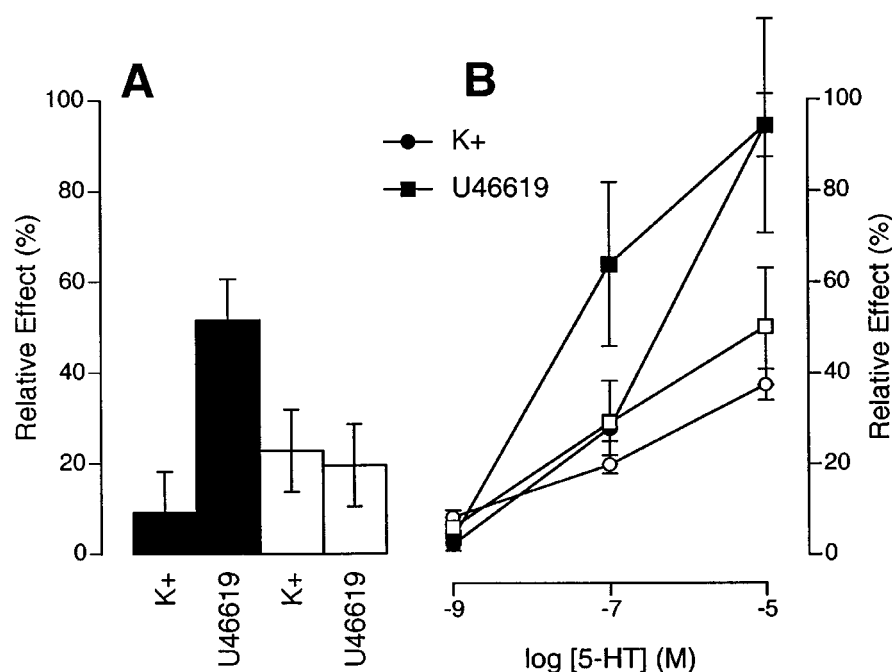 A
B
100
80
60
40
20
0
Relative Effect (%)
K+
U46619
K+
U46619
K+
U46619
100
80
60
40
20
0
Relative Effect (%)
-9
-7
-5
log [5-HT] (M)